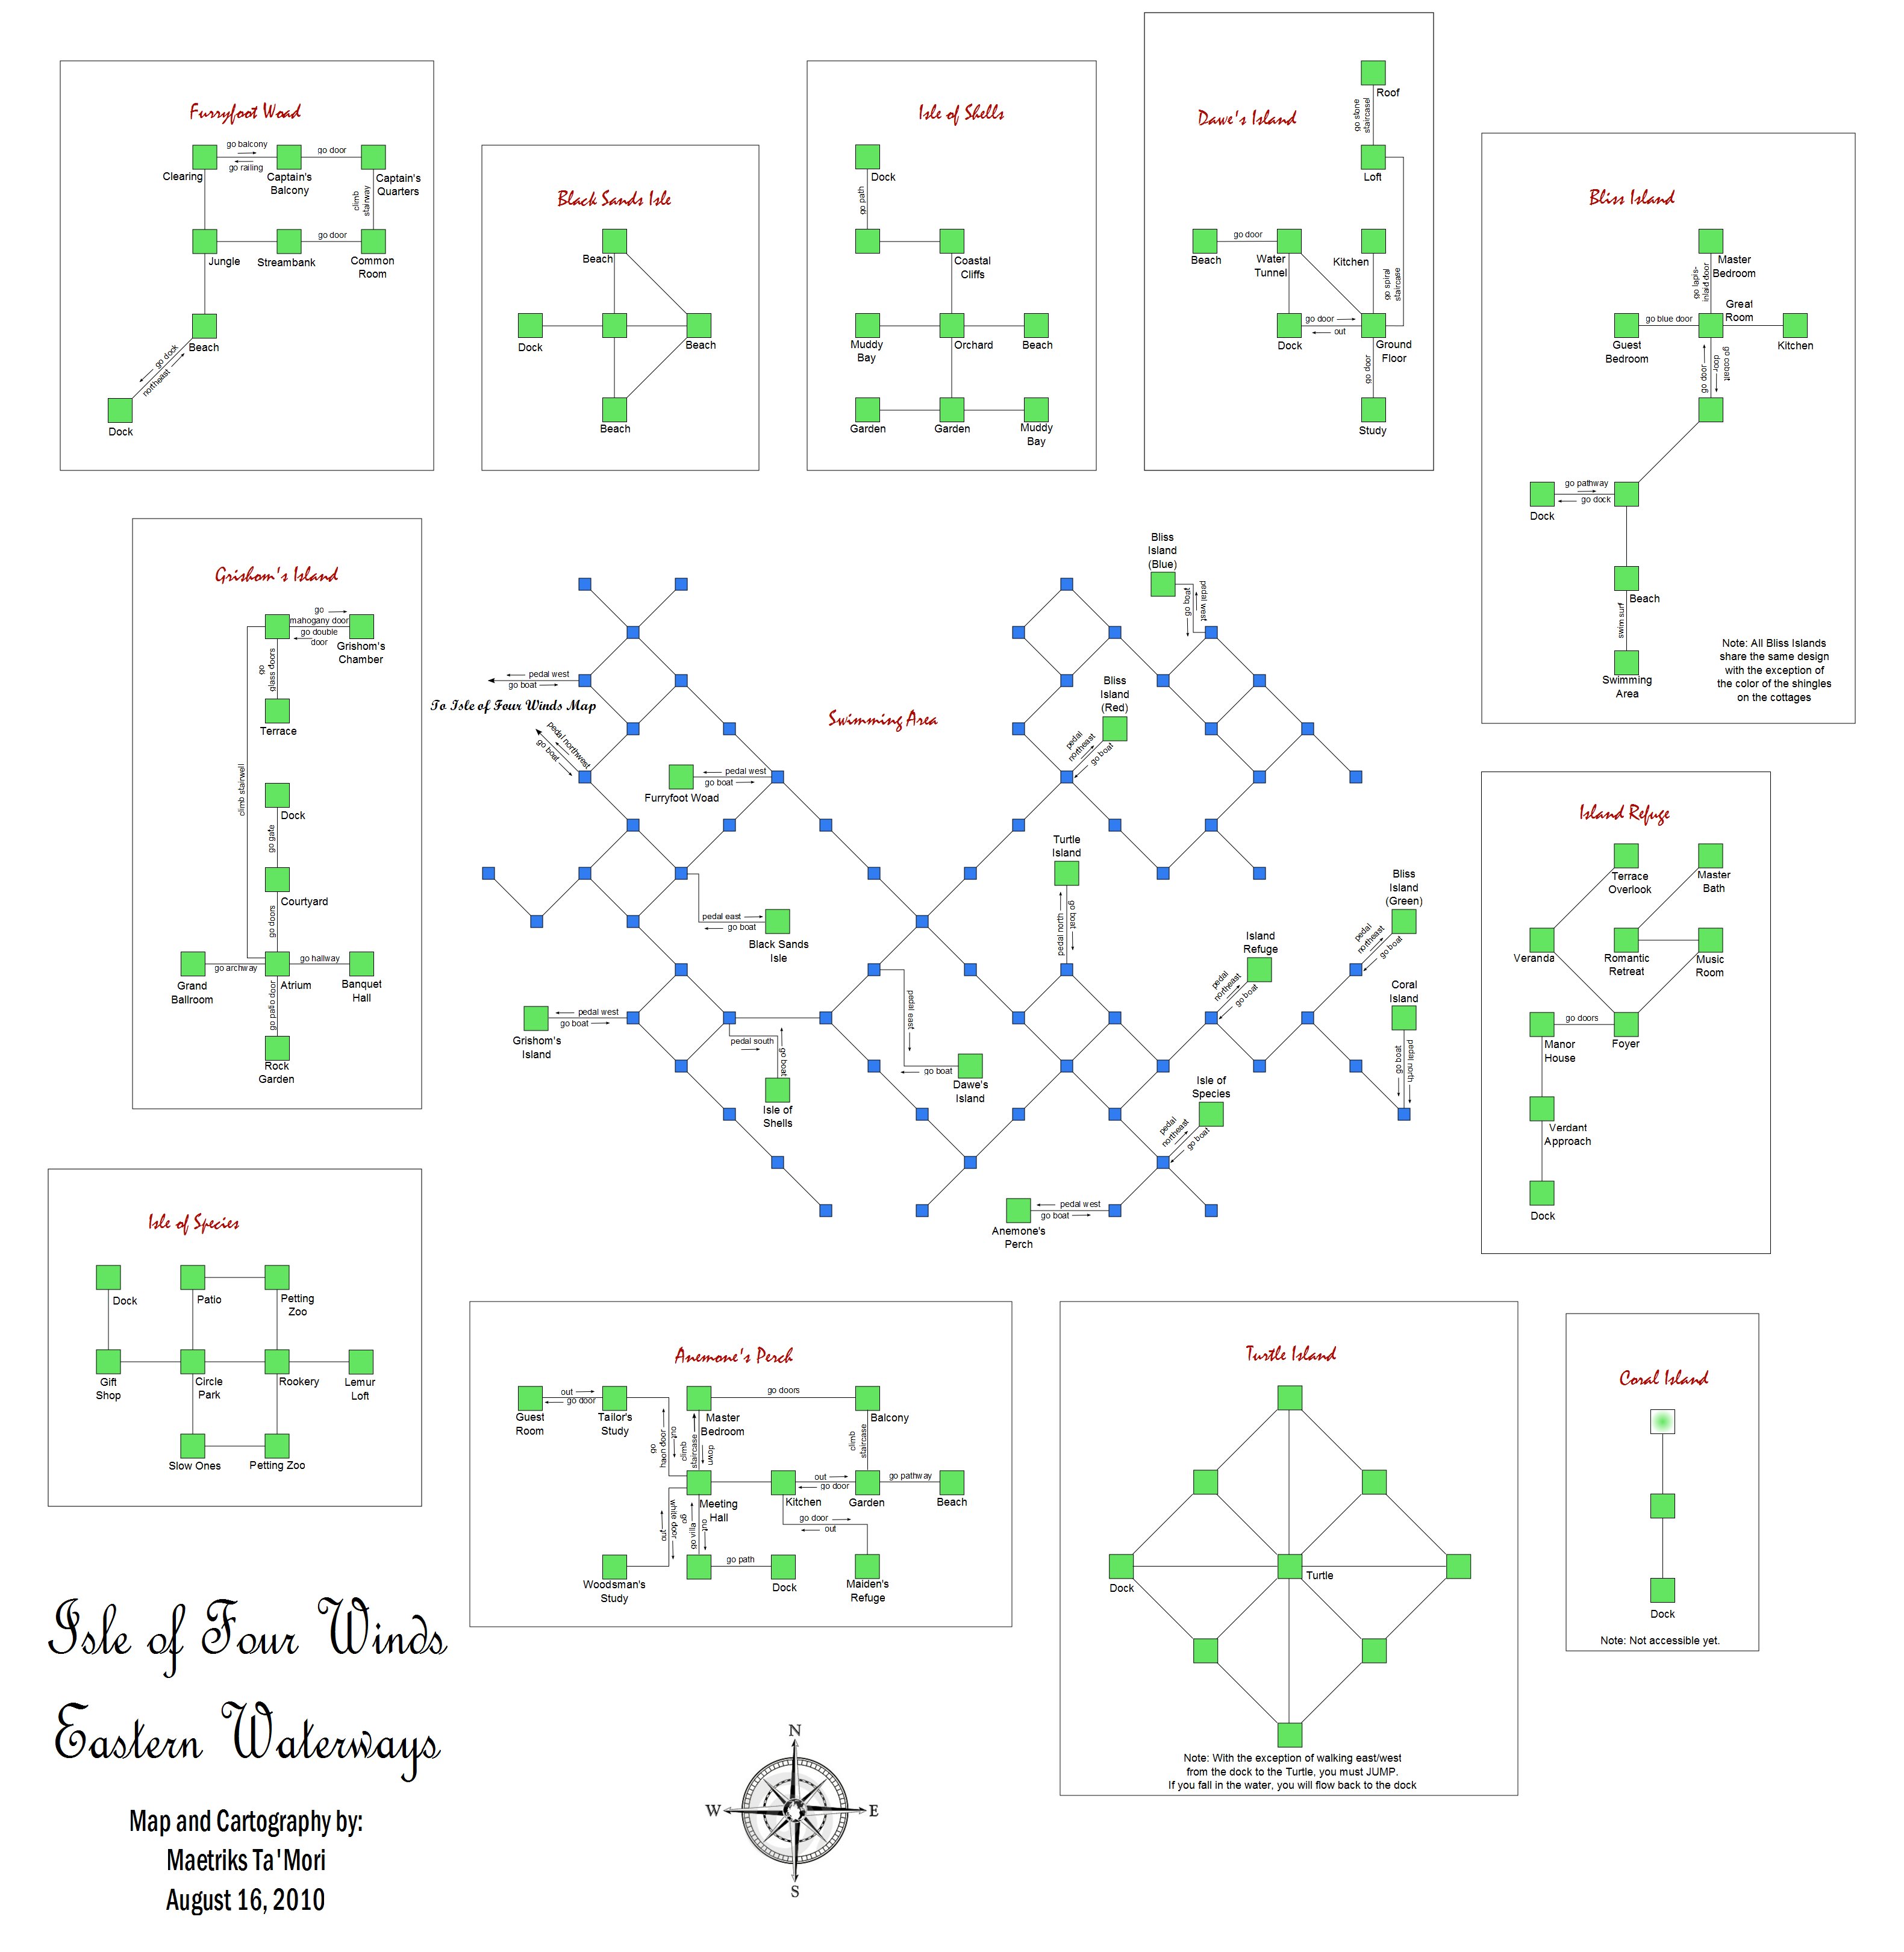 Furryfoot Woad
go balcony
go railing
go door
Clearing
Captain's
Balcony
Captain's
Quarters
climb
stairway
go door
Jungle
Streambank
Common
Room
Beach
go dock
northeast
Dock
Black Sands Isle
Beach
Dock
Beach
Beach
Isle of Shells
Dock
go path
Coastal
Cliffs
Muddy
Bay
Orchard
Beach
Garden
Garden
Muddy
Bay
Dawe's Island
Roof
go stone
staircase
Loft
go door
Beach
Water
Tunnel
Kitchen
go spiral
staircase
go door
out
Dock
Ground
Floor
go door
Study
Bliss Island
Master
Bedroom
go lapis-
inlaid door
Great
Room
go blue door
Guest
Bedroom
Kitchen
go door
go cobalt
door
go pathway
go dock
Dock
Beach
swim surf
Swimming
Area
Note: All Bliss Islands
share the same design
with the exception of
the color of the shingles
on the cottages
Grishom's Island
go
mahogany door
go double
door
Grishom's
Chamber
go
glass doors
Terrace
climb stairwell
Dock
go gate
Courtyard
go doors
go archway
go hallway
Grand
Ballroom
Atrium
Banquet
Hall
go patio door
Rock
Garden
Swimming Area
pedal west
go boat
To Isle of Four Winds Map
pedal northwest
go boat
pedal west
go boat
Furryfoot Woad
Bliss
Island
(Blue)
pedal west
go boat
Bliss
Island
(Red)
pedal
northeast
go boat
Turtle
Island
pedal north
go boat
pedal east
go boat
Black Sands
Isle
Bliss
Island
(Green)
pedal
northeast
go boat
Island
Refuge
pedal
northeast
go boat
Coral
Island
pedal north
go boat
pedal west
go boat
Grishom's
Island
pedal south
go boat
Isle of
Shells
pedal east
go boat
Dawe's
Island
Isle of
Species
pedal
northeast
go boat
pedal west
go boat
Anemone's
Perch
Island Refuge
Terrace
Overlook
Master
Bath
Veranda
Romantic
Retreat
Music
Room
go doors
Manor
House
Foyer
Verdant
Approach
Dock
Isle of Species
Dock
Patio
Petting
Zoo
Gift
Shop
Circle
Park
Rookery
Lemur
Loft
Slow Ones
Petting Zoo
Anemone's Perch
out
go door
Guest
Room
Tailor's
Study
go
haon door
out
climb
staircase
down
Master
Bedroom
go doors
Balcony
climb
staircase
Meeting
Hall
out
go door
Kitchen
Garden
go pathway
Beach
go door
out
go
white door
out
go villa
out
go path
Woodsman's
Study
Dock
Maiden's
Refuge
Turtle Island
Dock
Turtle
Note: With the exception of walking east/west
from the dock to the Turtle, you must JUMP.
If you fall in the water, you will flow back to the dock
Coral Island
Dock
Note: Not accessible yet.
Isle of Four Winds
Eastern Waterways
Map and Cartography by:
Maetriks Ta'Mori
August 16, 2010
N
W
E
S